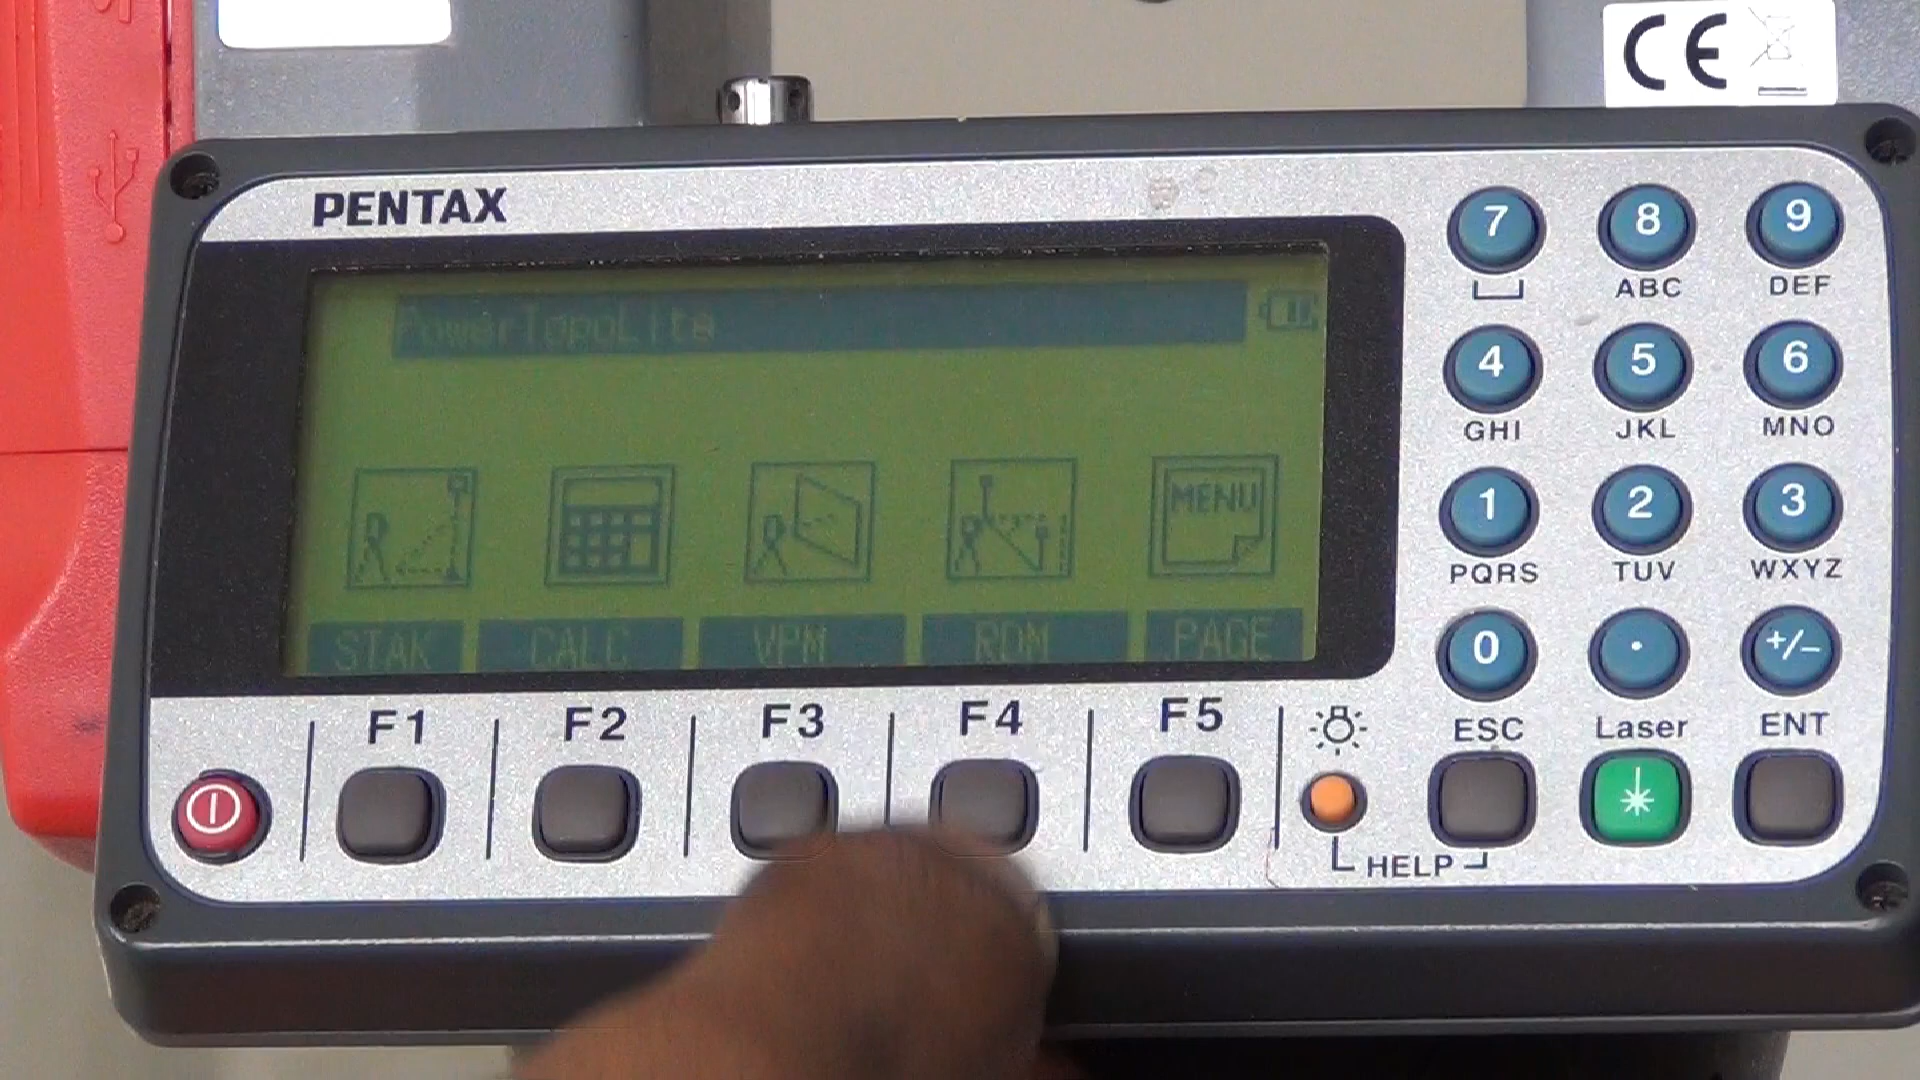 CE
PENTAX
PowerTopoLite
MENU
STAK CALC VPM RDM PAGE
F1 F2 F3 F4 F5
7 8 9
ABC DEF
4 5 6
GHI JKL MNO
1 2 3
PQRS TUV WXYZ
0 . +/-
ESC Laser ENT
HELP